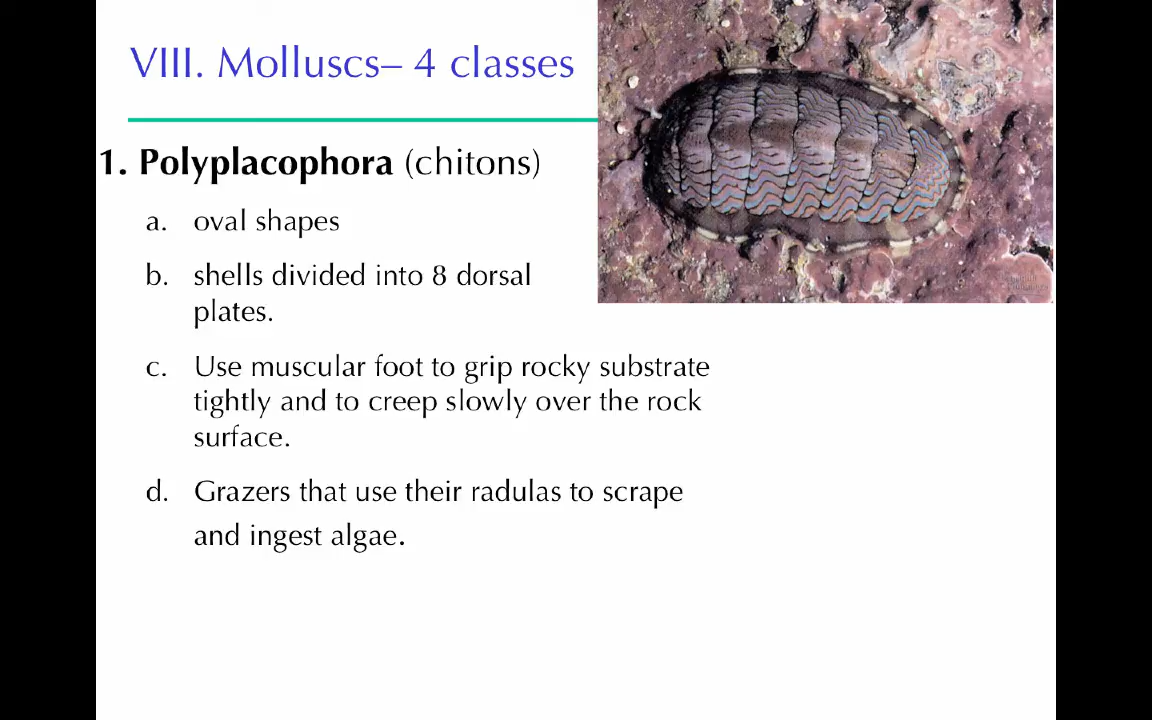 VIII. Molluscs– 4 classes
1. Polyplacophora (chitons)
a. oval shapes
b. shells divided into 8 dorsal
plates.
c. Use muscular foot to grip rocky substrate
tightly and to creep slowly over the rock
surface.
d. Grazers that use their radulas to scrape
and ingest algae.